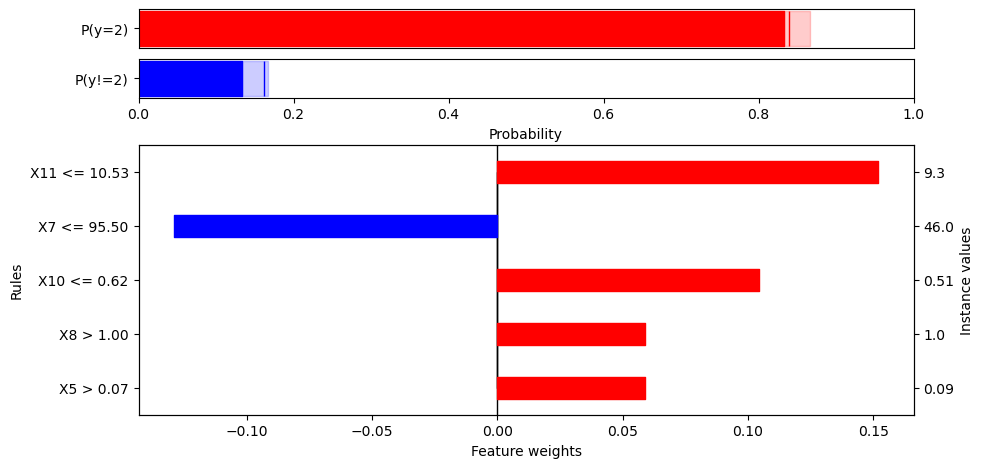 P(y=2)
P(y!=2)
0.0 0.2 0.4 0.6 0.8 1.0
Probability
X11 <= 10.53 9.3
X7 <= 95.50 46.0
X10 <= 0.62 0.51
X8 > 1.00 1.0
X5 > 0.07 0.09
Rules
Instance values
−0.10 −0.05 0.00 0.05 0.10 0.15
Feature weights